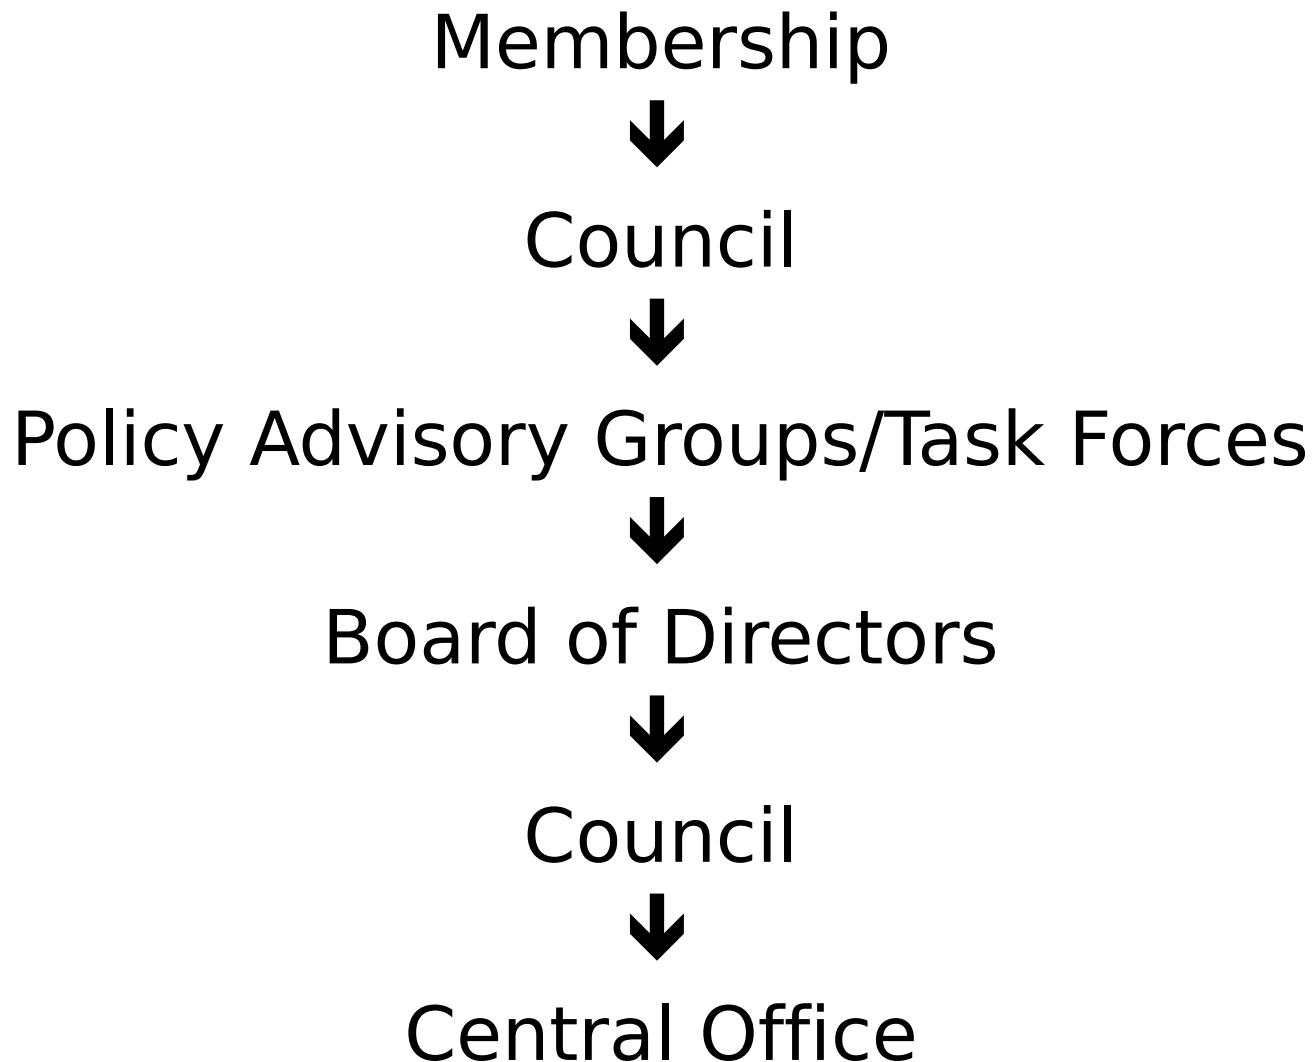 Membership
Council
Policy Advisory Groups/Task Forces
Board of Directors
Council
Central Office